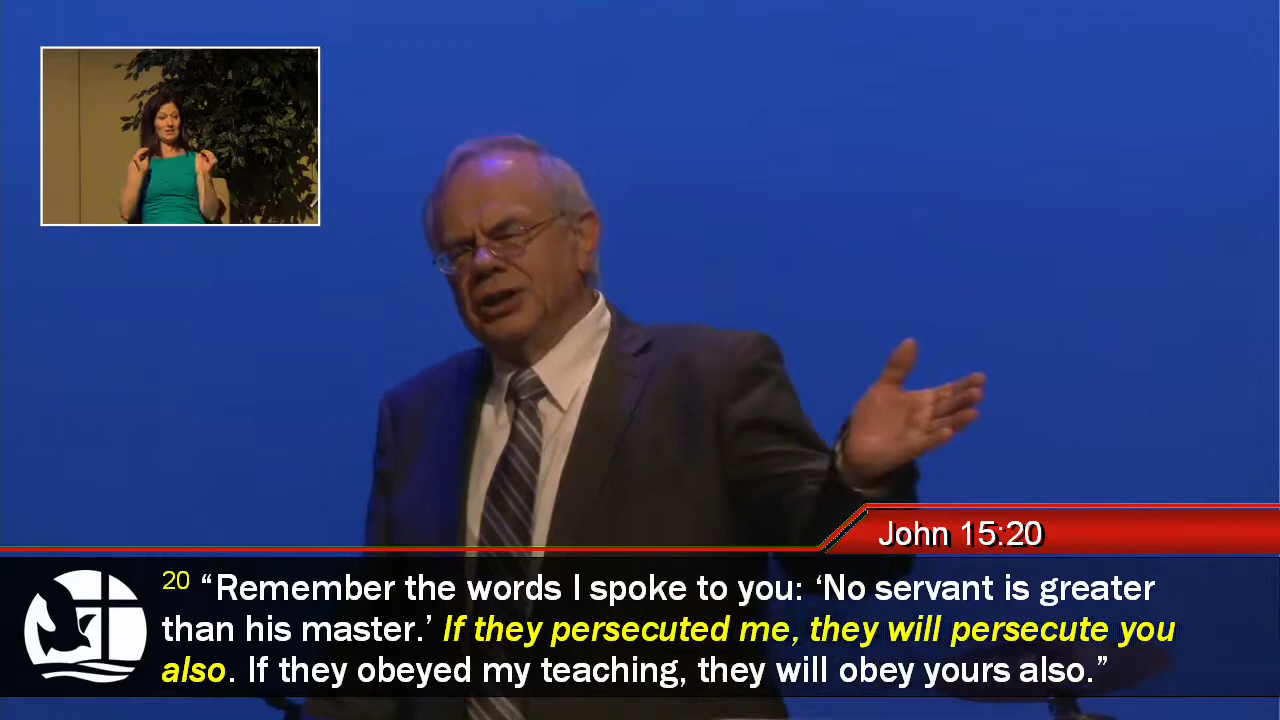 John 15:20
20 “Remember the words I spoke to you: ‘No servant is greater
than his master.’ If they persecuted me, they will persecute you
also. If they obeyed my teaching, they will obey yours also.”